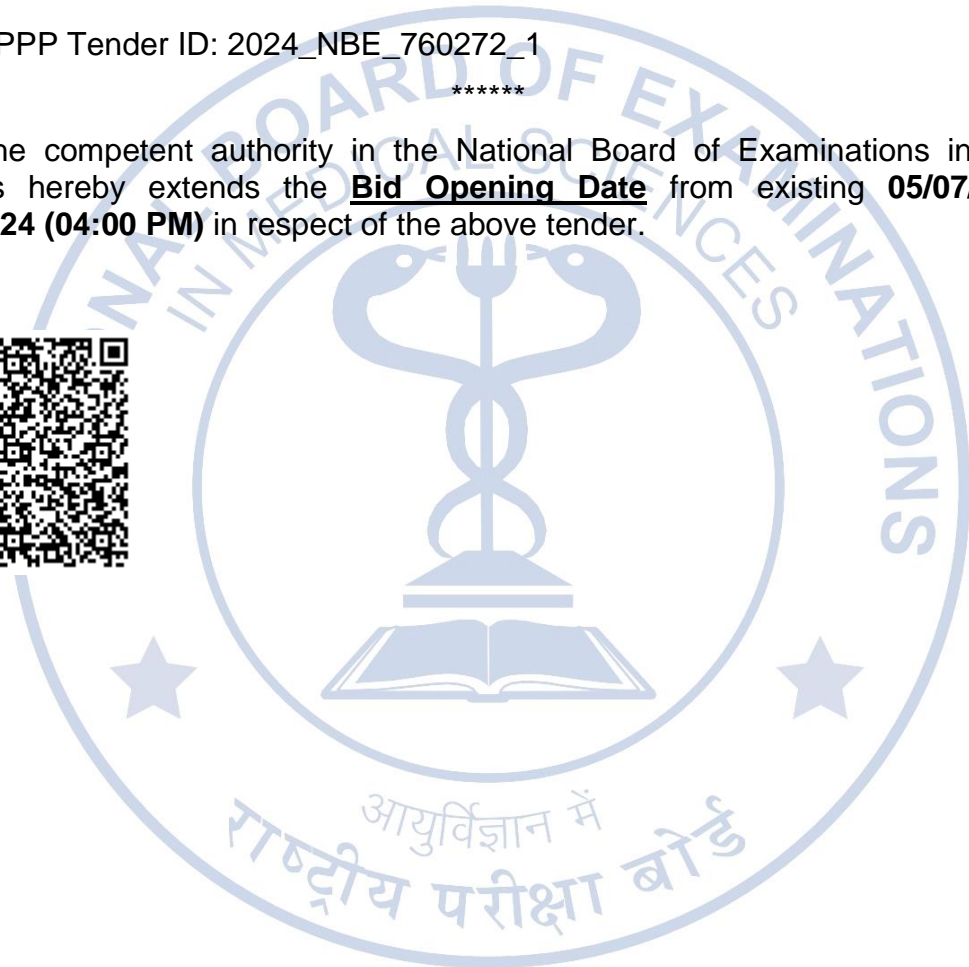 PPP Tender ID: 2024_NBE_760272_1
******
he competent authority in the National Board of Examinations in
s hereby extends the Bid Opening Date from existing 05/07/
24 (04:00 PM) in respect of the above tender.
NAL BOARD OF EXAMINATIONS
IN MEDICAL SCIENCES
आयुर्विज्ञान में
राष्ट्रीय परीक्षा बोर्ड